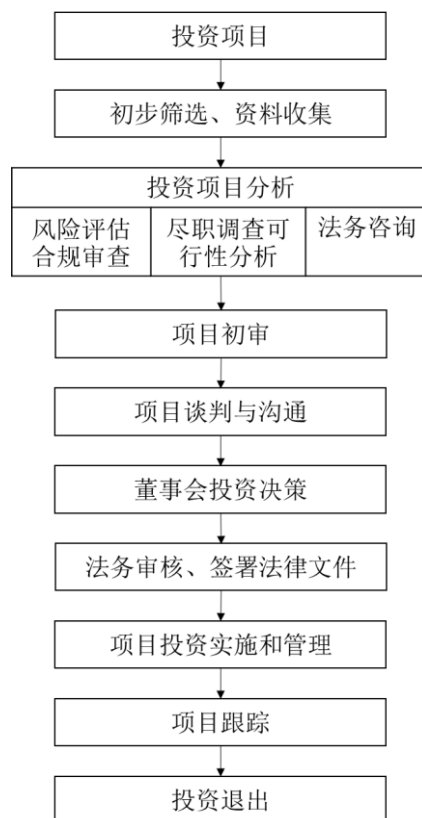 投资项目
初步筛选、资料收集
投资项目分析
风险评估
合规审查
尽职调查可
行性分析
法务咨询
项目初审
项目谈判与沟通
董事会投资决策
法务审核、签署法律文件
项目投资实施和管理
项目跟踪
投资退出